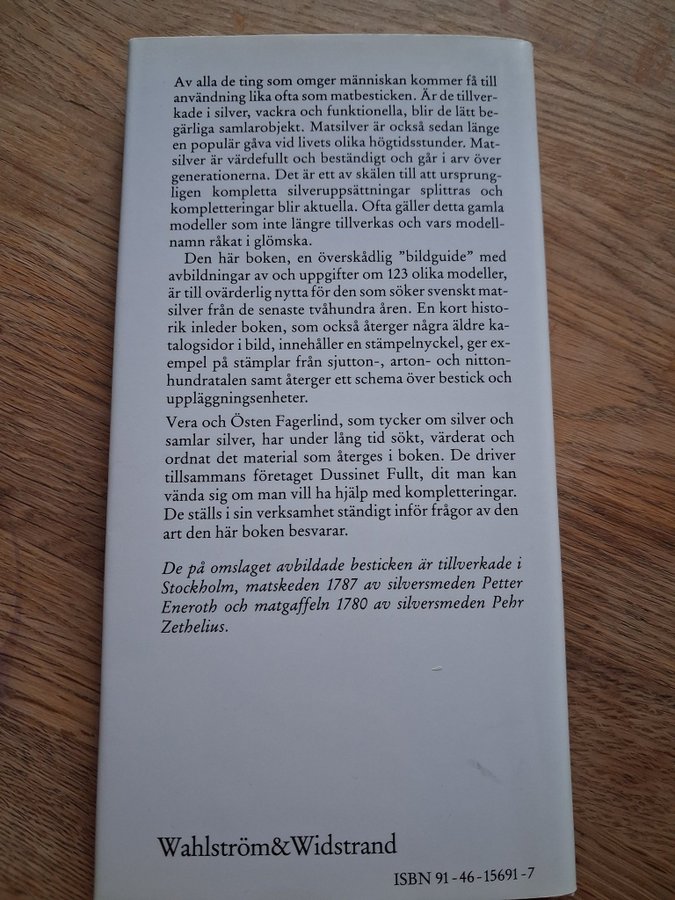 Av alla de ting som omger människan kommer få till
användning lika ofta som matbesticken. Är de tillver-
kade i silver, vackra och funktionella, blir de lätt be-
gärliga samlarobjekt. Matsilver är också sedan länge
en populär gåva vid livets olika högtidsstunder. Mat-
silver är värdefullt och beständigt och går i arv över
generationerna. Det är ett av skälen till att ursprung-
ligen kompletta silveruppsättningar splittras och
kompletteringar blir aktuella. Ofta gäller detta gamla
modeller som inte längre tillverkas och vars modell-
namn råkat i glömska.
Den här boken, en överskådlig ”bildguide” med
avbildningar av och uppgifter om 123 olika modeller,
är till ovärderlig nytta för den som söker svenskt mat-
silver från de senaste tvåhundra åren. En kort histo-
rik inleder boken, som också återger några äldre ka-
talogsidor i bild, innehåller en stämpelnyckel, ger ex-
empel på stämplar från sjutton-, arton- och nitton-
hundratalen samt återger ett schema över bestick och
uppläggningsenheter.
Vera och Östen Fagerlind, som tycker om silver och
samlar silver, har under lång tid sökt, värderat och
ordnat det material som återges i boken. De driver
tillsammans företaget Dussinet Fullt, dit man kan
vända sig om man vill ha hjälp med kompletteringar.
De ställs i sin verksamhet ständigt inför frågor av den
art den här boken besvarar.
De på omslaget avbildade besticken är tillverkade i
Stockholm, matskeden 1787 av silversmeden Petter
Eneroth och matgaffeln 1780 av silversmeden Pehr
Zethelius.
Wahlström&Widstrand
ISBN 91-46-15691-7